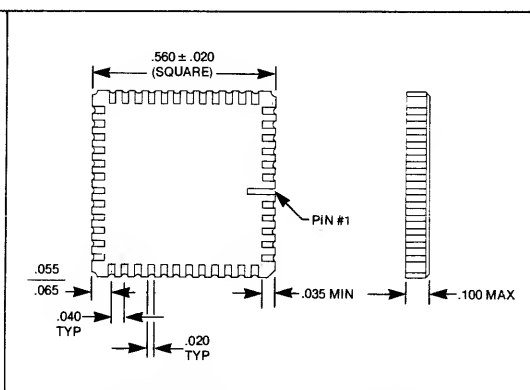 .560 ± .020
(SQUARE)
PIN #1
.055
.065
.035 MIN
.100 MAX
.040
TYP
.020
TYP